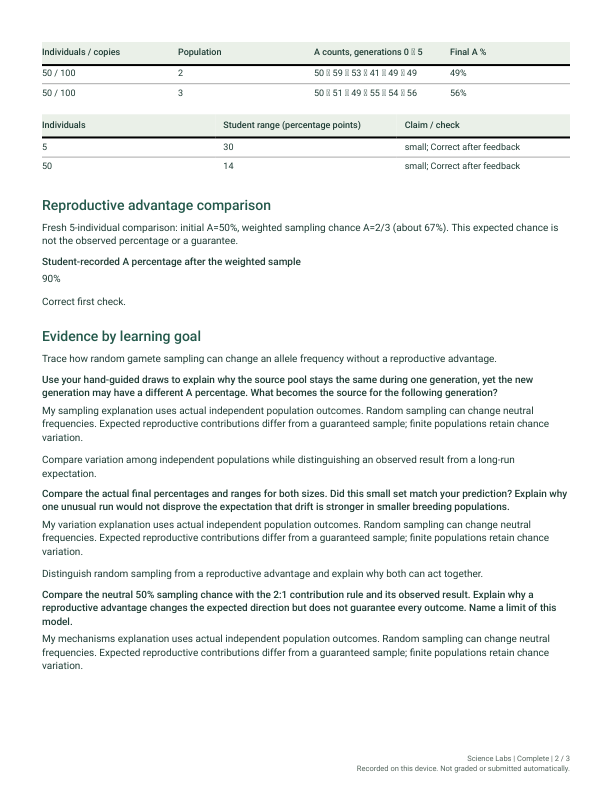 Individuals / copies Population A counts, generations 0 ▯ 5 Final A %
50 / 100 2 50 ▯ 59 ▯ 53 ▯ 41 ▯ 49 ▯ 49 49%
50 / 100 3 50 ▯ 51 ▯ 49 ▯ 55 ▯ 54 ▯ 56 56%
Individuals Student range (percentage points) Claim / check
5 30 small; Correct after feedback
50 14 small; Correct after feedback
Reproductive advantage comparison
Fresh 5-individual comparison: initial A=50%, weighted sampling chance A=2/3 (about 67%). This expected chance is
not the observed percentage or a guarantee.
Student-recorded A percentage after the weighted sample
90%
Correct first check.
Evidence by learning goal
Trace how random gamete sampling can change an allele frequency without a reproductive advantage.
Use your hand-guided draws to explain why the source pool stays the same during one generation, yet the new
generation may have a different A percentage. What becomes the source for the following generation?
My sampling explanation uses actual independent population outcomes. Random sampling can change neutral
frequencies. Expected reproductive contributions differ from a guaranteed sample; finite populations retain chance
variation.
Compare variation among independent populations while distinguishing an observed result from a long-run
expectation.
Compare the actual final percentages and ranges for both sizes. Did this small set match your prediction? Explain why
one unusual run would not disprove the expectation that drift is stronger in smaller breeding populations.
My variation explanation uses actual independent population outcomes. Random sampling can change neutral
frequencies. Expected reproductive contributions differ from a guaranteed sample; finite populations retain chance
variation.
Distinguish random sampling from a reproductive advantage and explain why both can act together.
Compare the neutral 50% sampling chance with the 2:1 contribution rule and its observed result. Explain why a
reproductive advantage changes the expected direction but does not guarantee every outcome. Name a limit of this
model.
My mechanisms explanation uses actual independent population outcomes. Random sampling can change neutral
frequencies. Expected reproductive contributions differ from a guaranteed sample; finite populations retain chance
variation.
Science Labs | Complete | 2 / 3
Recorded on this device. Not graded or submitted automatically.